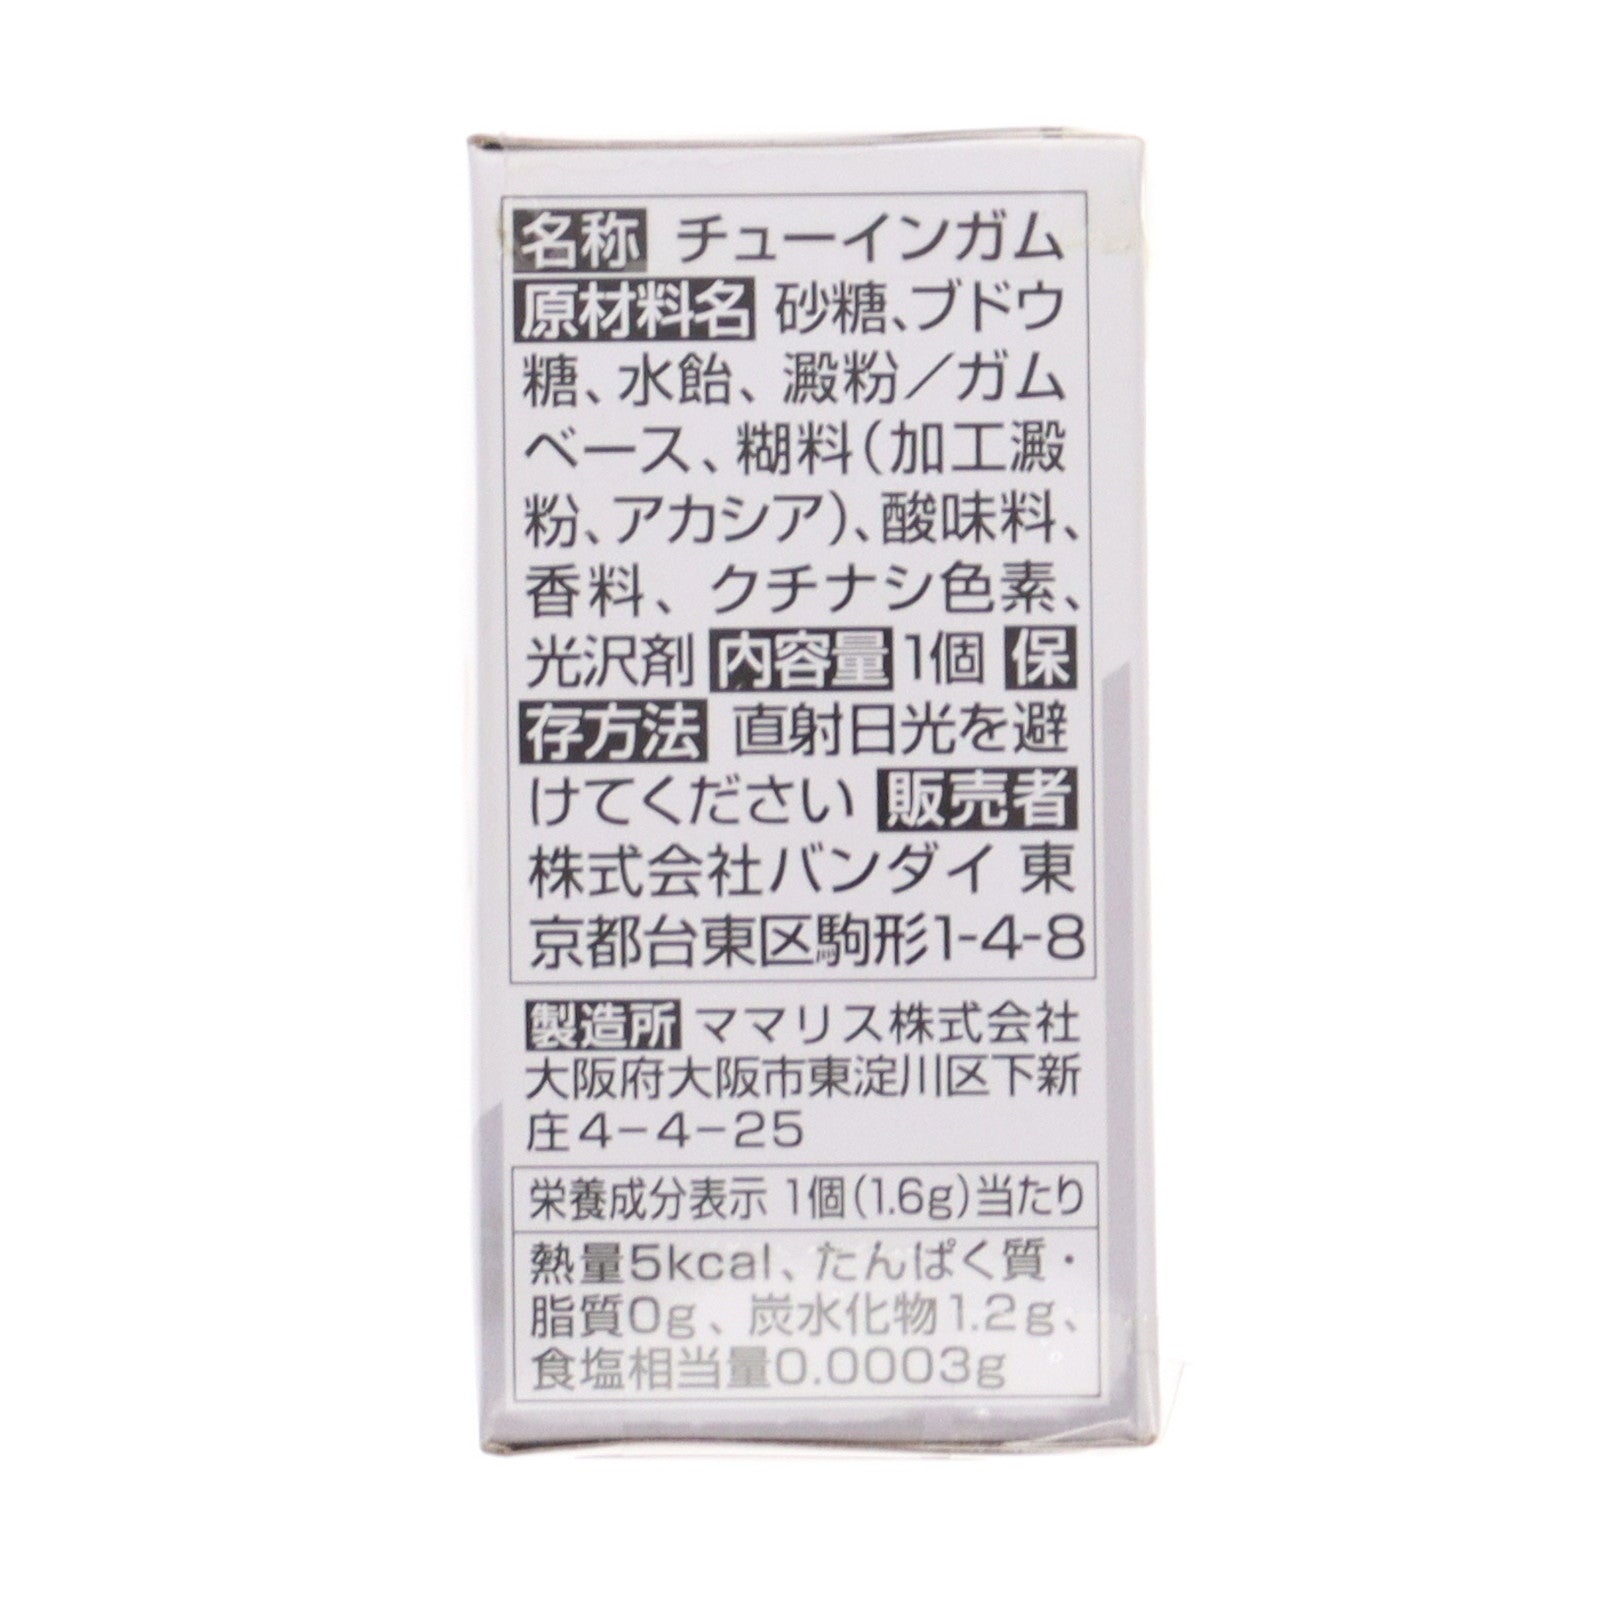 名称 チューインガム
原材料名 砂糖、ブドウ
糖、水飴、澱粉／ガム
ベース、糊料(加工澱
粉、アカシア)、酸味料、
香料、クチナシ色素、
光沢剤 内容量 1個 保
存方法 直射日光を避
けてください 販売者
株式会社バンダイ 東
京都台東区駒形1-4-8
製造所 ママリス株式会社
大阪府大阪市東淀川区下新
庄4−4−25
栄養成分表示 1個(1.6g)当たり
熱量5kcal、たんぱく質・
脂質0g、炭水化物1.2g、
食塩相当量0.0003g